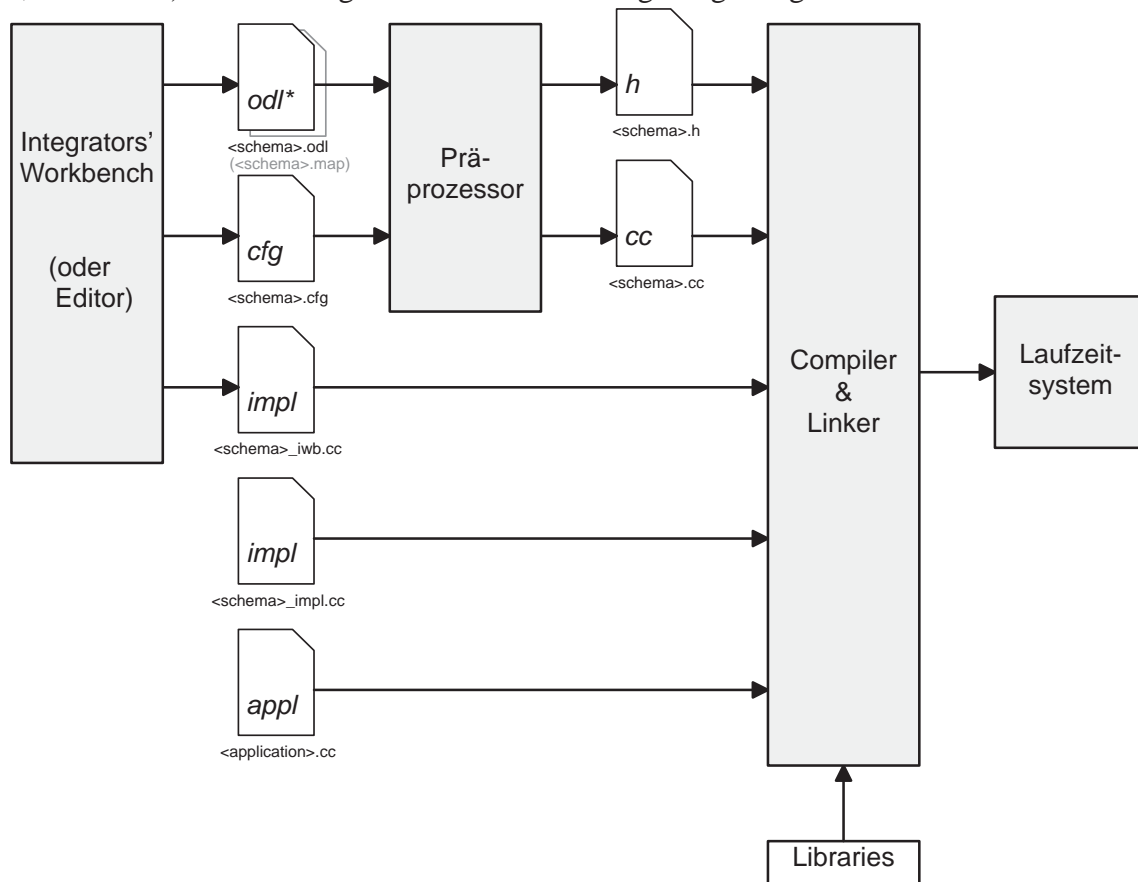 Integrators'
Workbench
(oder
Editor)
odl*
<schema>.odl
(<schema>.map)
cfg
<schema>.cfg
impl
<schema>_iwb.cc
impl
<schema>_impl.cc
appl
<application>.cc
Prä-
prozessor
h
<schema>.h
cc
<schema>.cc
Compiler
&
Linker
Laufzeit-
system
Libraries